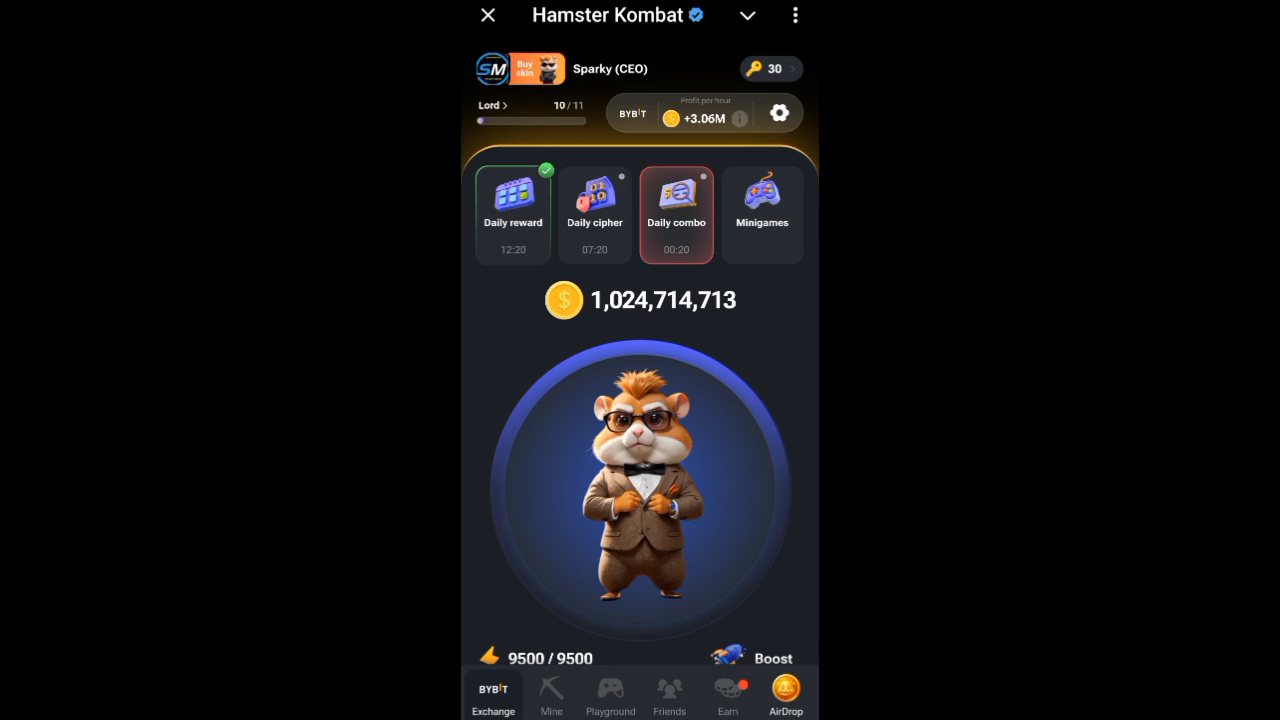 Hamster Kombat
SM
Buy
skin
Sparky (CEO)
30
Lord
10 / 11
BYBIT
Profit per hour
+3.06M
Daily reward
12:20
Daily cipher
07:20
Daily combo
00:20
Minigames
1,024,714,713
9500 / 9500
Boost
BYBIT
Exchange
Mine
Playground
Friends
Earn
AirDrop